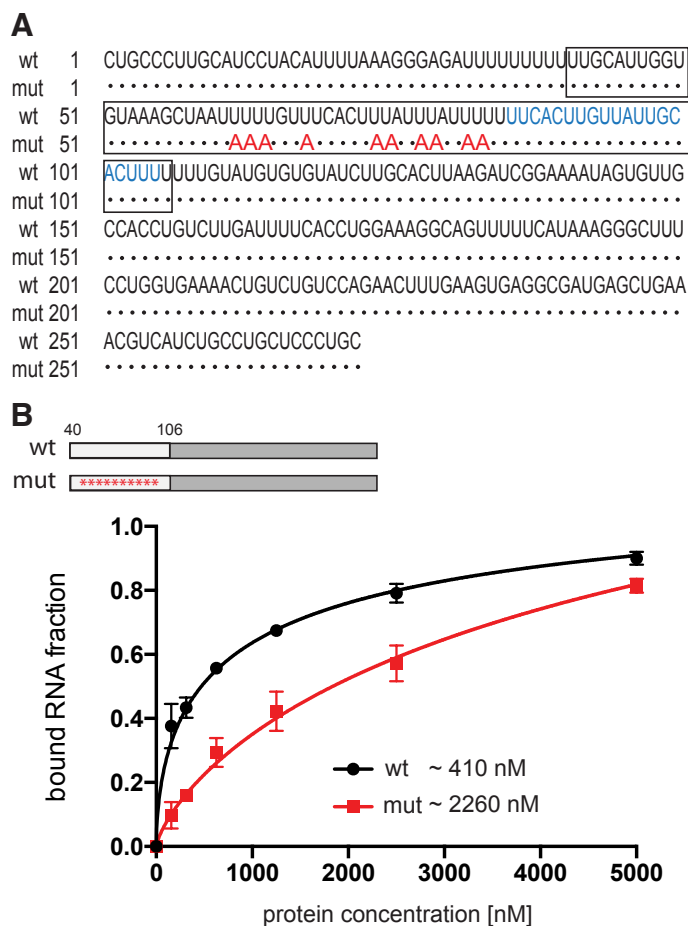 A
wt 1 CUGCCCUUGCAUCCUACAUUUUAAAGGGAGAUUUUUUUUUUUGCAUUGGU
mut 1 ··················································
wt 51 GUAAAGCUAAUUUUUGUUUCACUUUAUUUAUUUUUUUCACUUGUUAUUGC
mut 51 ···········AAA···A·····AA··AA··AA·················
wt 101 ACUUUUUUUGUAUGUGUGUAUCUUGCACUUAAGAUCGGAAAAUAGUGUUG
mut 101 ··················································
wt 151 CCACCUGUCUUGAUUUUCACCUGGAAAGGCAGUUUUUCAUAAAGGGCUUU
mut 151 ··················································
wt 201 CCUGGUGAAAACUGUCUGUCCAGAACUUUGAAGUGAGGCGAUGAGCUGAA
mut 201 ··················································
wt 251 ACGUCAUCUGCCUGCUCCCUGC
mut 251 ······················
B
40 106
wt
mut **********
1.0
0.8
0.6
0.4
0.2
0.0
bound RNA fraction
wt ~ 410 nM
mut ~ 2260 nM
0 1000 2000 3000 4000 5000
protein concentration [nM]